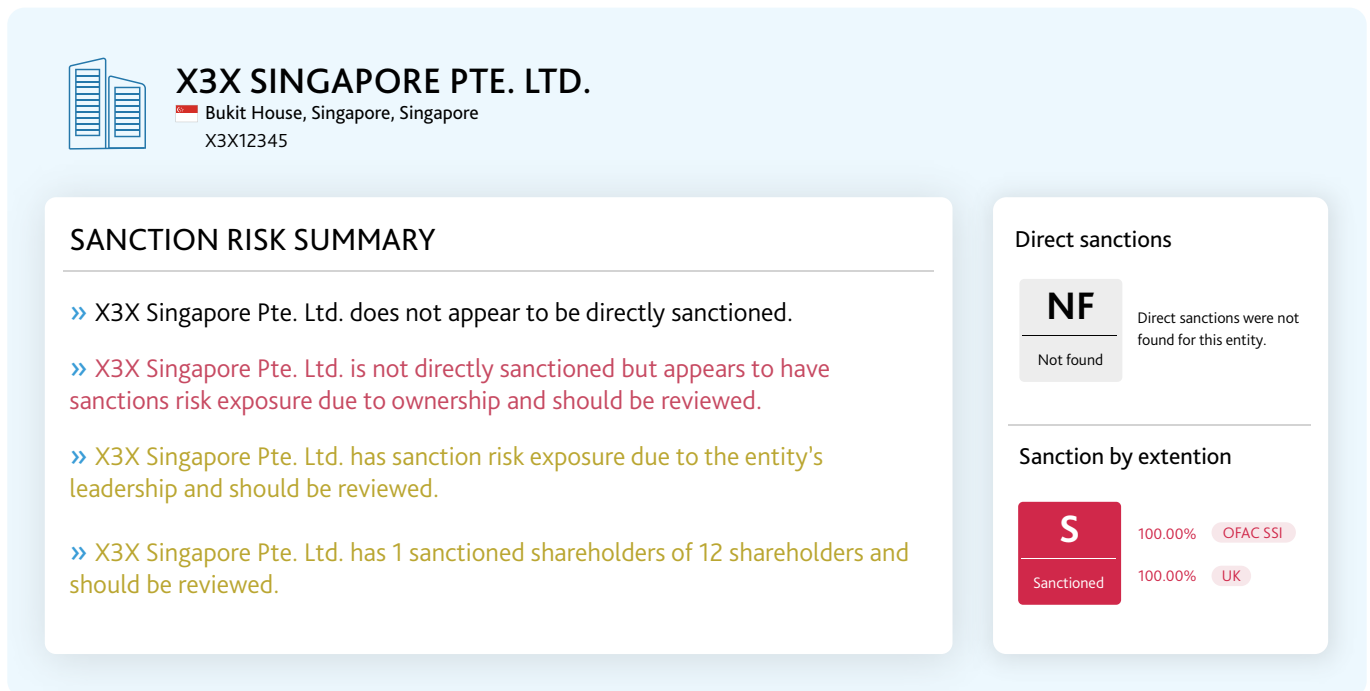 X3X SINGAPORE PTE. LTD.
Bukit House, Singapore, Singapore
X3X12345
SANCTION RISK SUMMARY
» X3X Singapore Pte. Ltd. does not appear to be directly sanctioned.
» X3X Singapore Pte. Ltd. is not directly sanctioned but appears to have
sanctions risk exposure due to ownership and should be reviewed.
» X3X Singapore Pte. Ltd. has sanction risk exposure due to the entity's
leadership and should be reviewed.
» X3X Singapore Pte. Ltd. has 1 sanctioned shareholders of 12 shareholders and
should be reviewed.
Direct sanctions
NF
Not found
Direct sanctions were not
found for this entity.
Sanction by extention
S
Sanctioned
100.00% OFAC SSI
100.00% UK